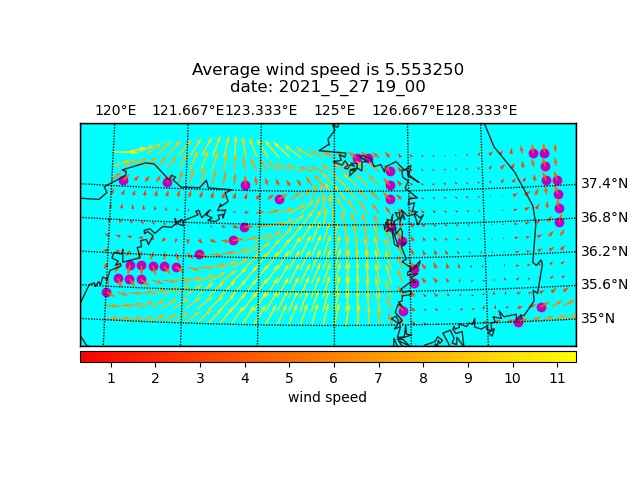 Average wind speed is 5.553250
date: 2021_5_27 19_00
120°E 121.667°E 123.333°E 125°E 126.667°E 128.333°E
37.4°N
36.8°N
36.2°N
35.6°N
35°N
1 2 3 4 5 6 7 8 9 10 11
wind speed